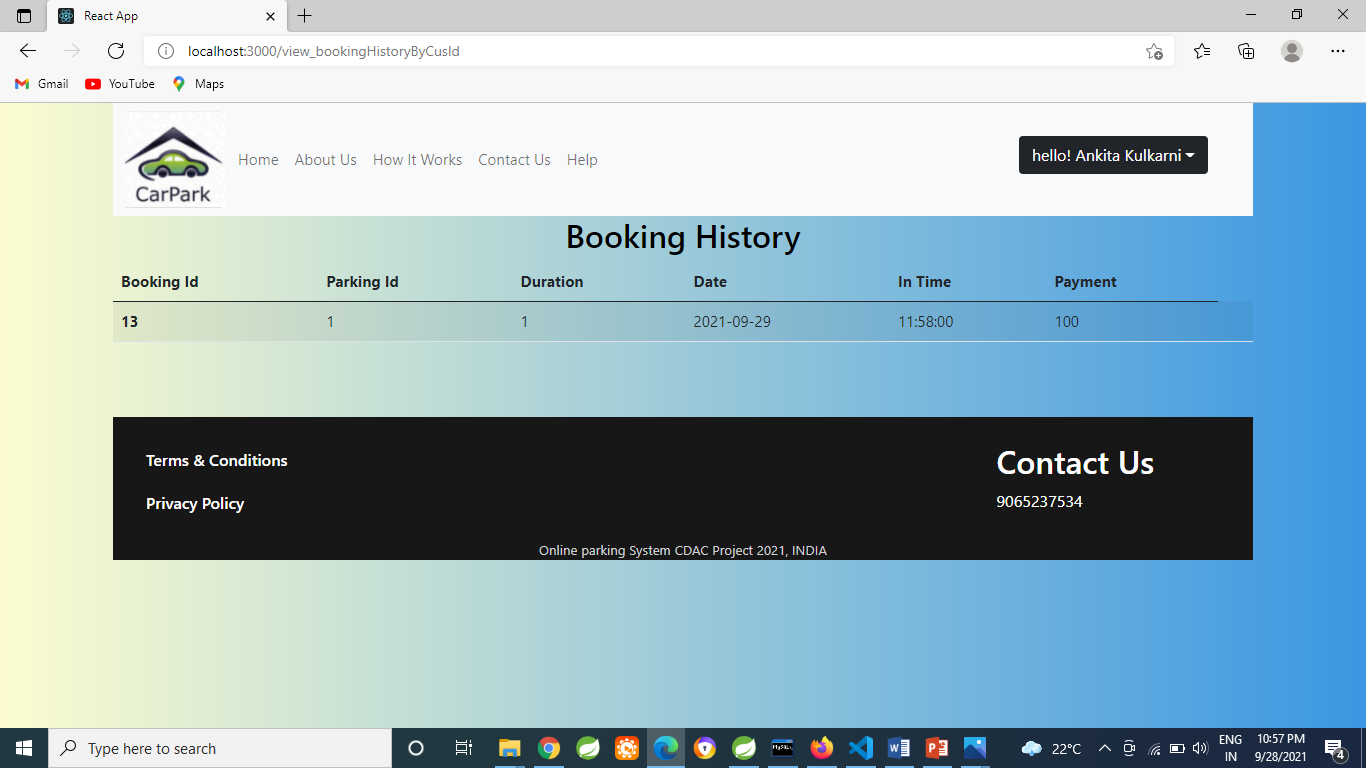 React App
localhost:3000/view_bookingHistoryByCusId
Gmail YouTube Maps
CarPark
Home About Us How It Works Contact Us Help
hello! Ankita Kulkarni
Booking History
Booking Id Parking Id Duration Date In Time Payment
13 1 1 2021-09-29 11:58:00 100
Terms & Conditions
Privacy Policy
Contact Us
9065237534
Online parking System CDAC Project 2021, INDIA
Type here to search
22°C
ENG
IN
10:57 PM
9/28/2021
4